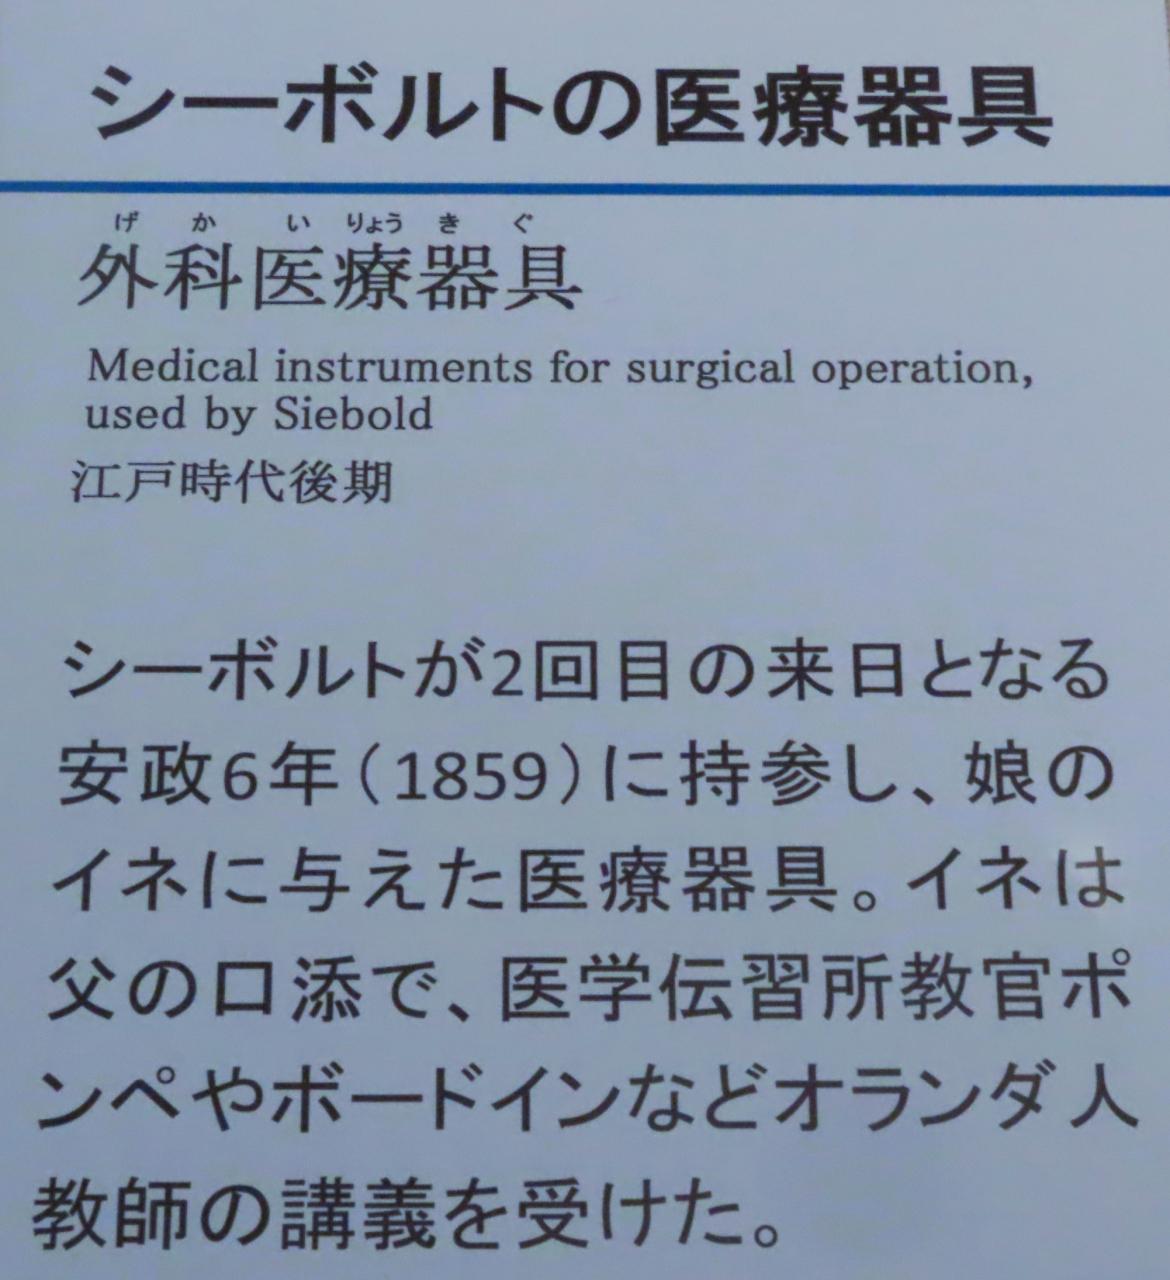 シーボルトの医療器具
げ か い りょう き ぐ
外科医療器具
Medical instruments for surgical operation,
used by Siebold
江戸時代後期
シーボルトが2回目の来日となる
安政6年（1859）に持参し、娘の
イネに与えた医療器具。イネは
父の口添で、医学伝習所教官ポ
ンペやボードインなどオランダ人
教師の講義を受けた。